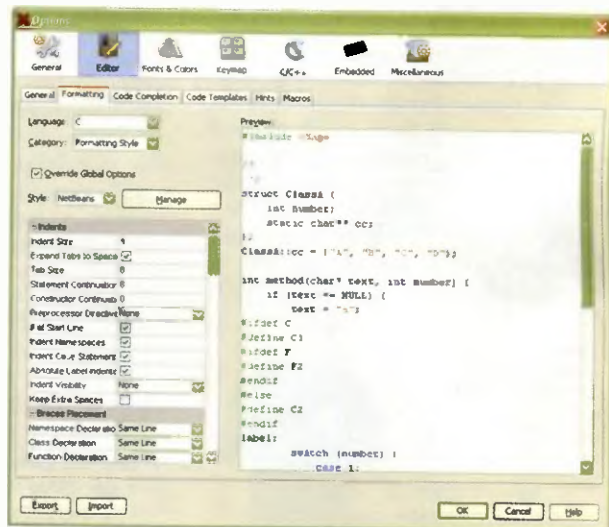 Options
General Editor Fonts & Colors Keymap C/C++ Embedded Miscellaneous
General Formatting Code Completion Code Templates Hints Macros
Language: C
Category: Formatting Style
Override Global Options
Style: NetBeans Manage
Indents
Indent Size
Expand Tabs to Space
Tab Size 8
Statement Continuation 8
Constructor Continuatio 0
Preprocessor Directive None
# at Start Line
Indent Namespaces
Indent Case Statement
Absolute Label Indente
Indent Visibility None
Keep Extra Spaces
Braces Placement
Namespace Declaratio Same Line
Class Declaration Same Line
Function Declaration Same Line
Preview:
#include
struct ClassA {
int number;
static char** cc;
};
ClassA::cc = {"A", "B", "C", "D"};
int method(char* text, int number) {
if (text == NULL) {
text = "a";
#ifdef C
#define C1
#ifdef F
#define F2
#endif
#else
#define C2
#endif
label:
switch (number) {
case 1:
Export Import OK Cancel Help